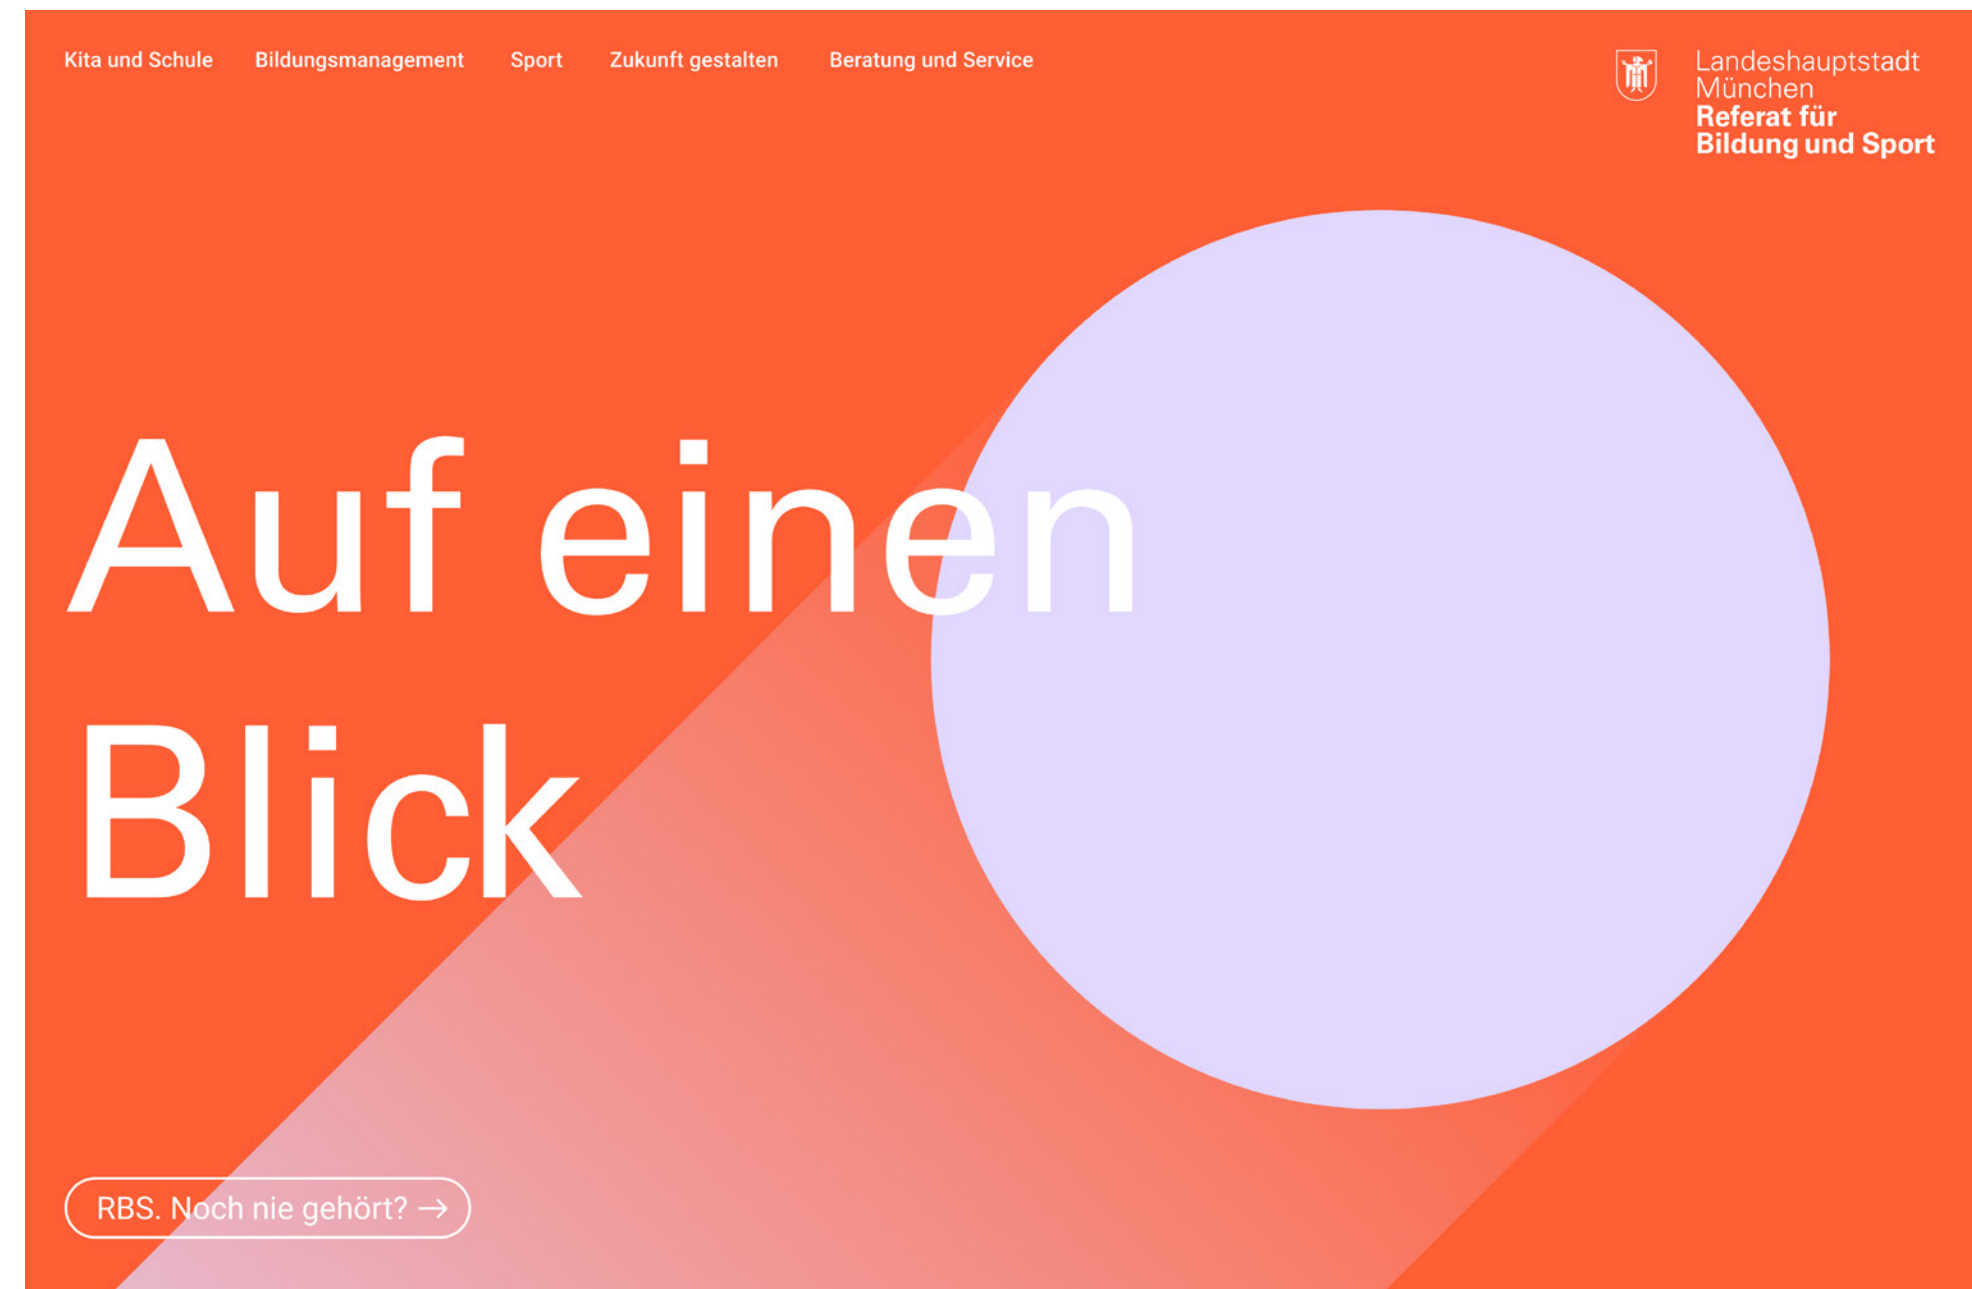 Kita und Schule Bildungsmanagement Sport Zukunft gestalten Beratung und Service
Landeshauptstadt
München
Referat für
Bildung und Sport
Auf einen
Blick
RBS. Noch nie gehört? →